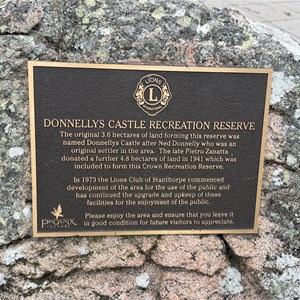 LIONS
L
INTERNATIONAL
DONNELLYS CASTLE RECREATION RESERVE
The original 3.6 hectares of land forming this reserve was
named Donnellys Castle after Ned Donnelly who was an
original settler in the area. The late Pietro Zanatta
donated a further 4.8 hectares of land in 1941 which was
included to form this Crown Recreation Reserve.
In 1973 the Lions Club of Stanthorpe commenced
development of the area for the use of the public and
has continued the upgrade and upkeep of these
facilities for the enjoyment of the public.
Please enjoy the area and ensure that you leave it
in good condition for future visitors to appreciate.
PHOENIX